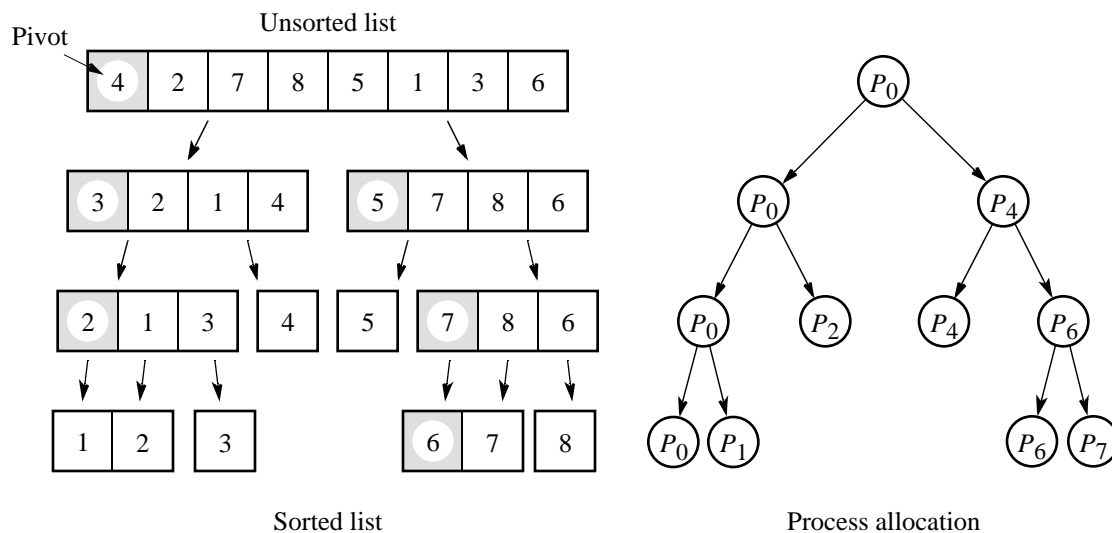 Unsorted list
Pivot
4 2 7 8 5 1 3 6
3 2 1 4 5 7 8 6
2 1 3 4 5 7 8 6
1 2 3 6 7 8
Sorted list
P0
P0 P4
P0 P2 P4 P6
P0 P1 P6 P7
Process allocation